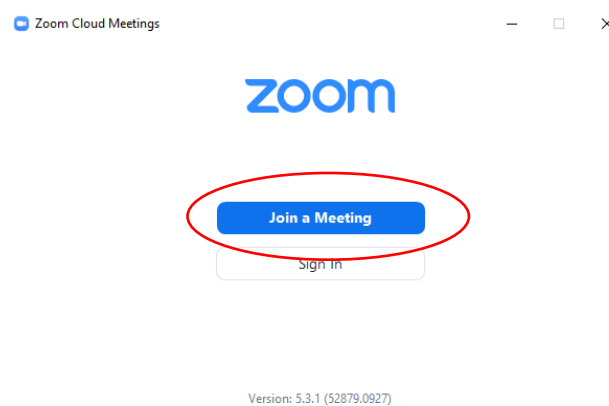 Zoom Cloud Meetings
zoom
Join a Meeting
Sign In
Version: 5.3.1 (52879.0927)